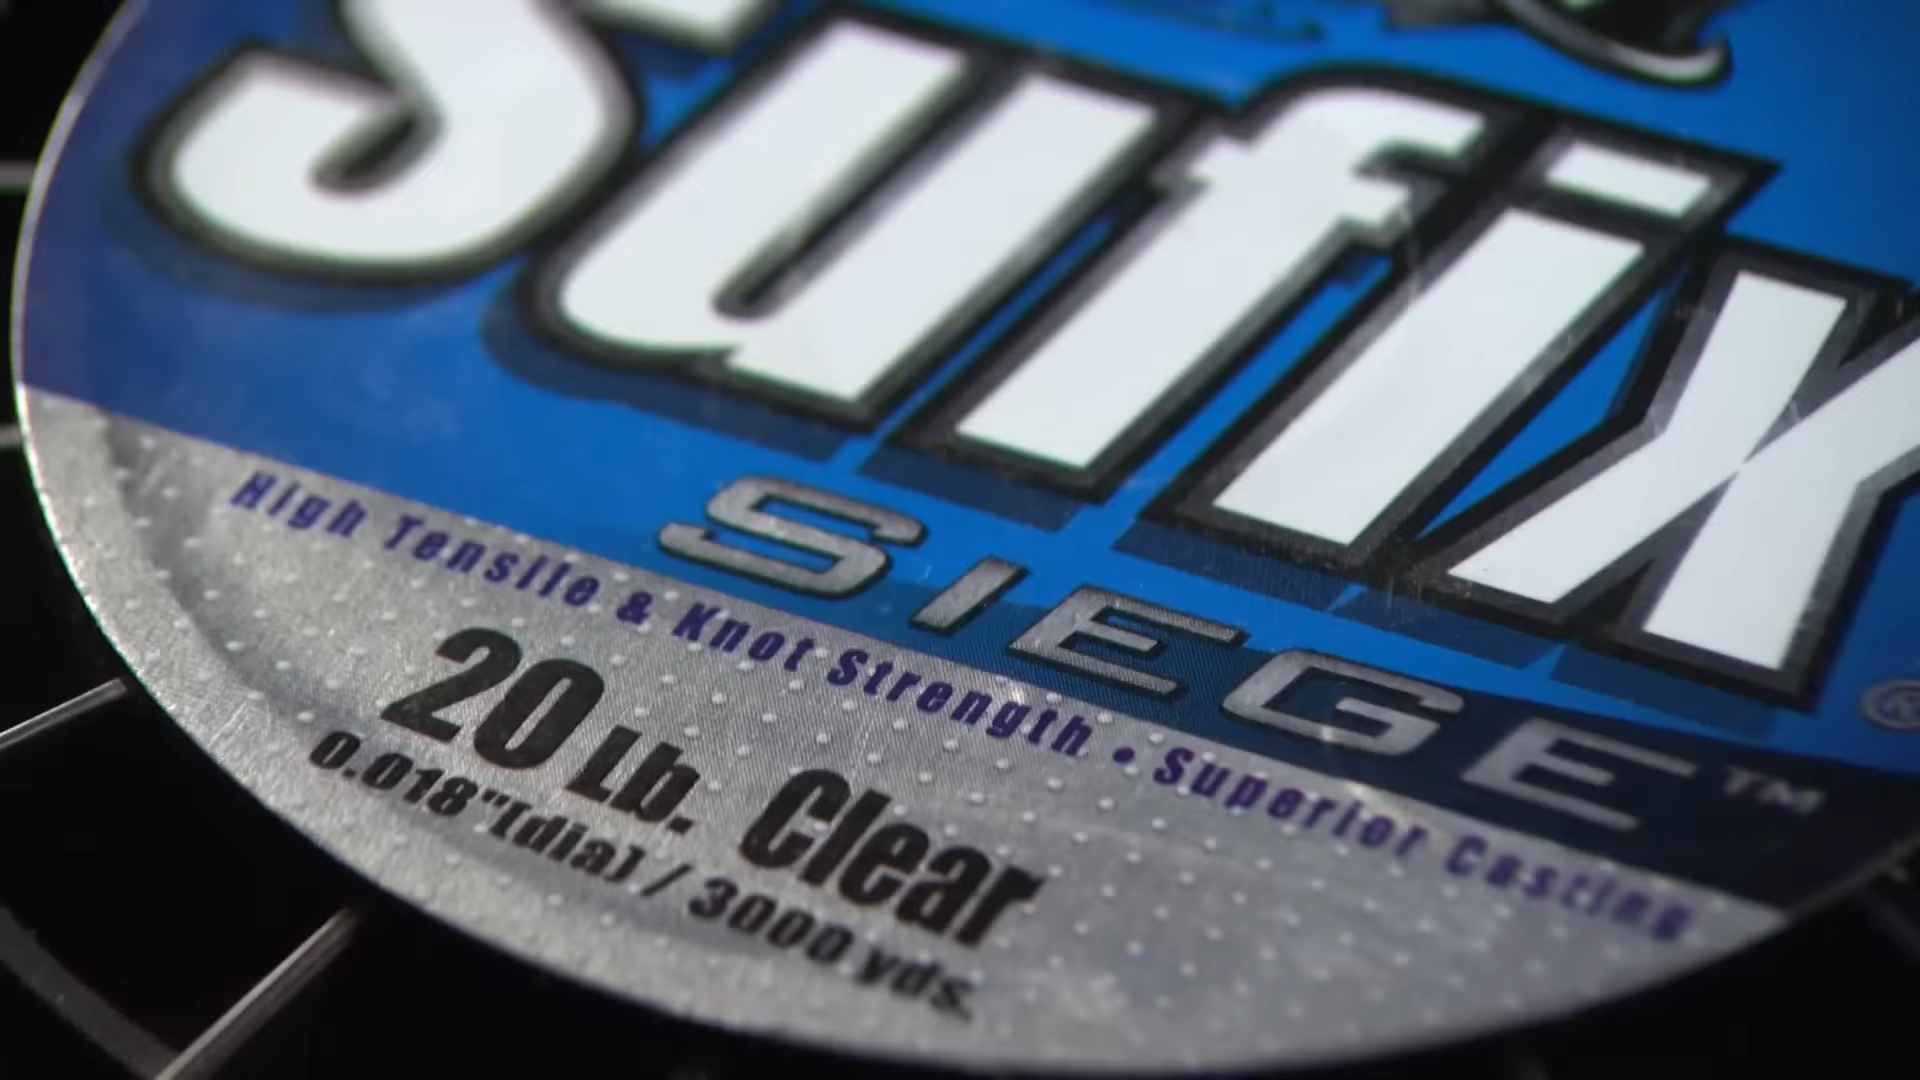 Sufix®
SIEGE™
High Tensile & Knot Strength • Superior Casting
20 Lb. Clear
0.018"[dia] / 3000 yds.